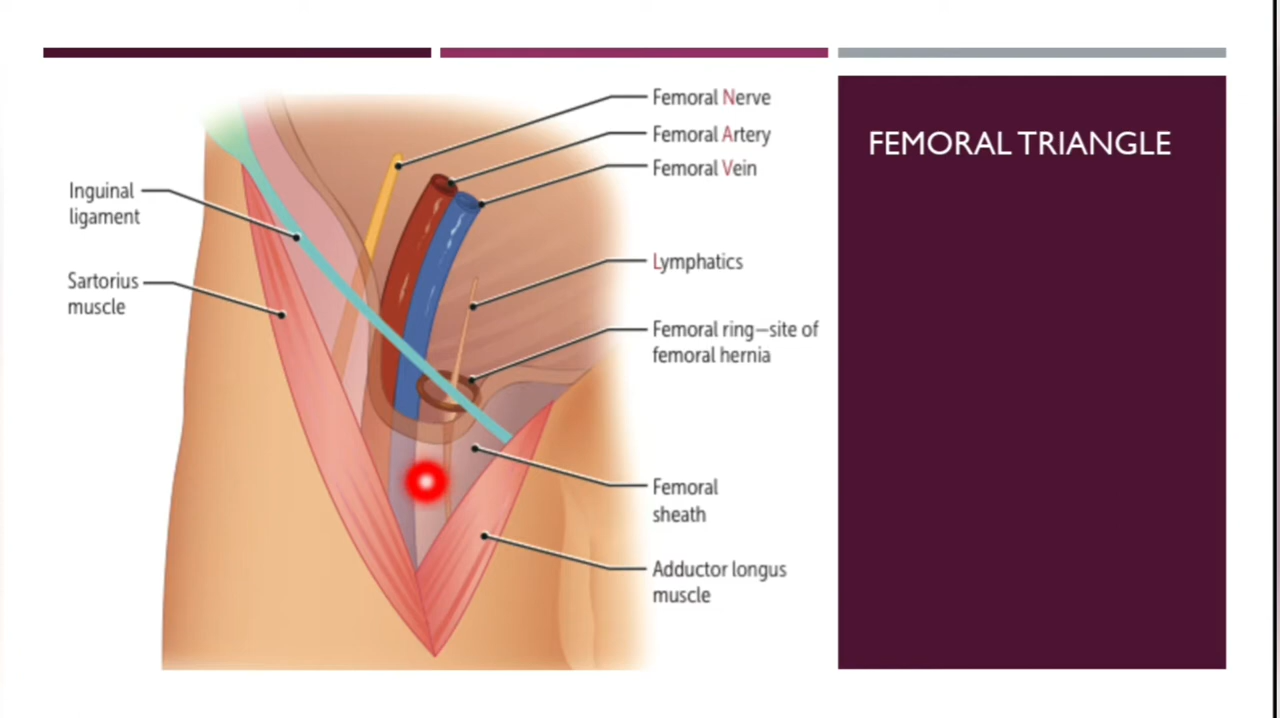 FEMORAL TRIANGLE
Femoral Nerve
Femoral Artery
Femoral Vein
Inguinal
ligament
Lymphatics
Sartorius
muscle
Femoral ring—site of
femoral hernia
Femoral
sheath
Adductor longus
muscle